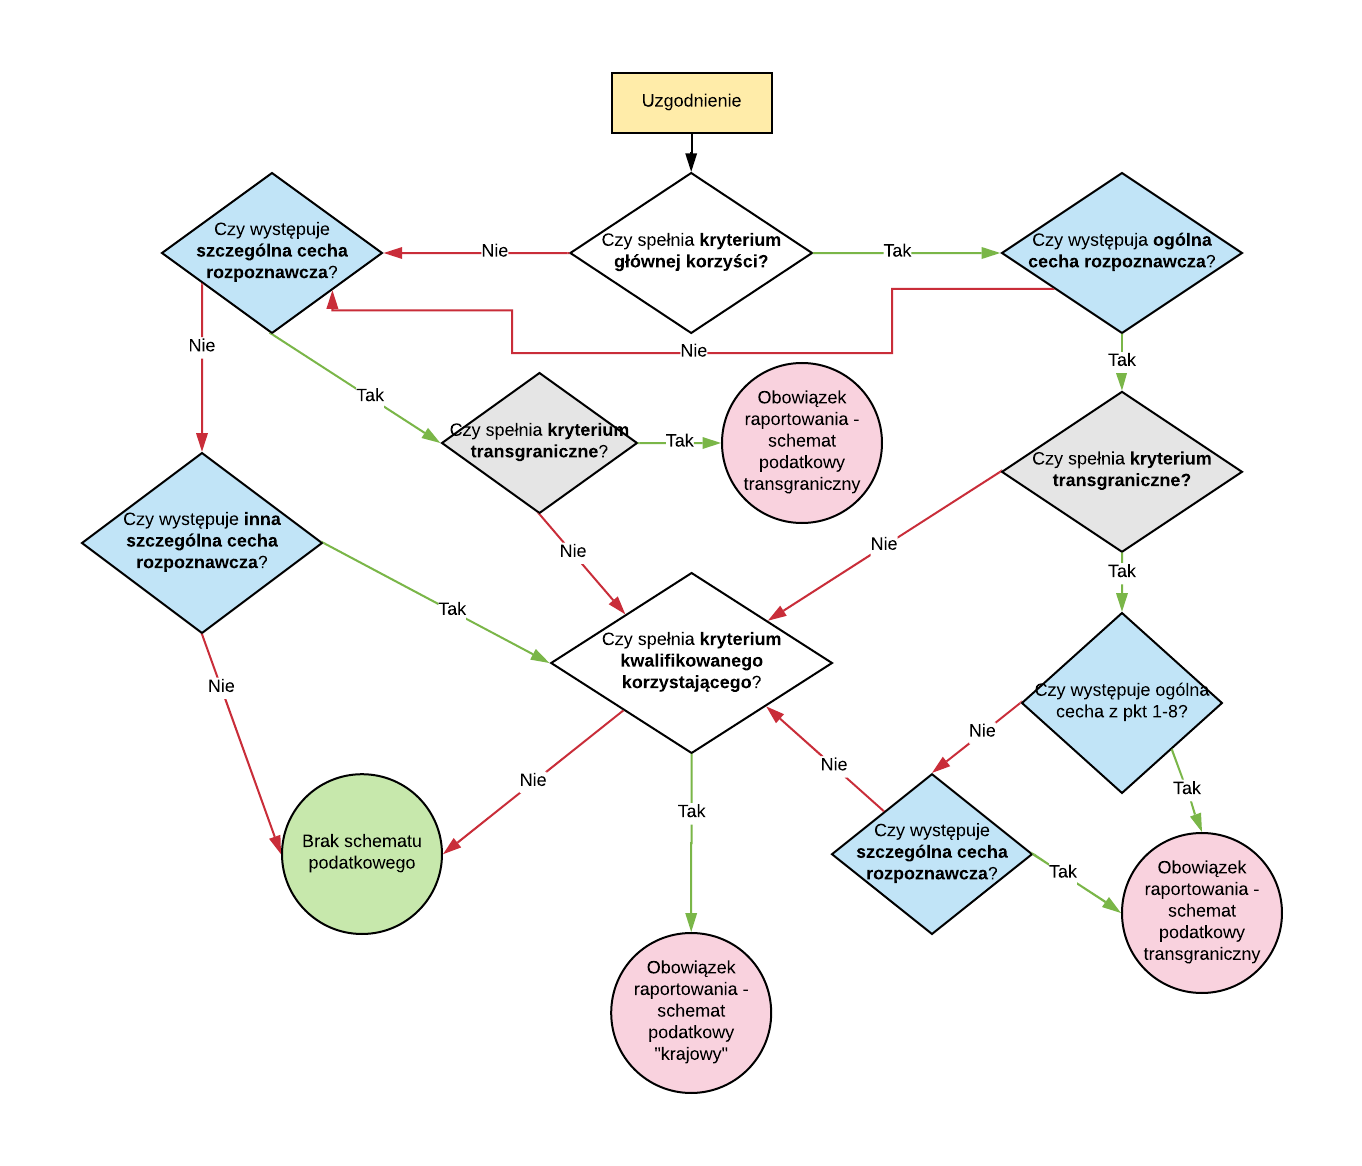 Uzgodnienie
Czy występuje
szczególna cecha
rozpoznawcza?
Nie
Czy spełnia kryterium
głównej korzyści?
Tak
Czy występuja ogólna
cecha rozpoznawcza?
Nie
Nie
Tak
Tak
Czy spełnia kryterium
transgraniczne?
Tak
Obowiązek
raportowania -
schemat
podatkowy
transgraniczny
Czy spełnia kryterium
transgraniczne?
Czy występuje inna
szczególna cecha
rozpoznawcza?
Nie
Nie
Tak
Tak
Czy spełnia kryterium
kwalifikowanego
korzystającego?
Nie
Czy występuje ogólna
cecha z pkt 1-8?
Nie
Nie
Nie
Tak
Tak
Brak schematu
podatkowego
Czy występuje
szczególna cecha
rozpoznawcza?
Tak
Obowiązek
raportowania -
schemat
podatkowy
transgraniczny
Obowiązek
raportowania -
schemat
podatkowy
"krajowy"